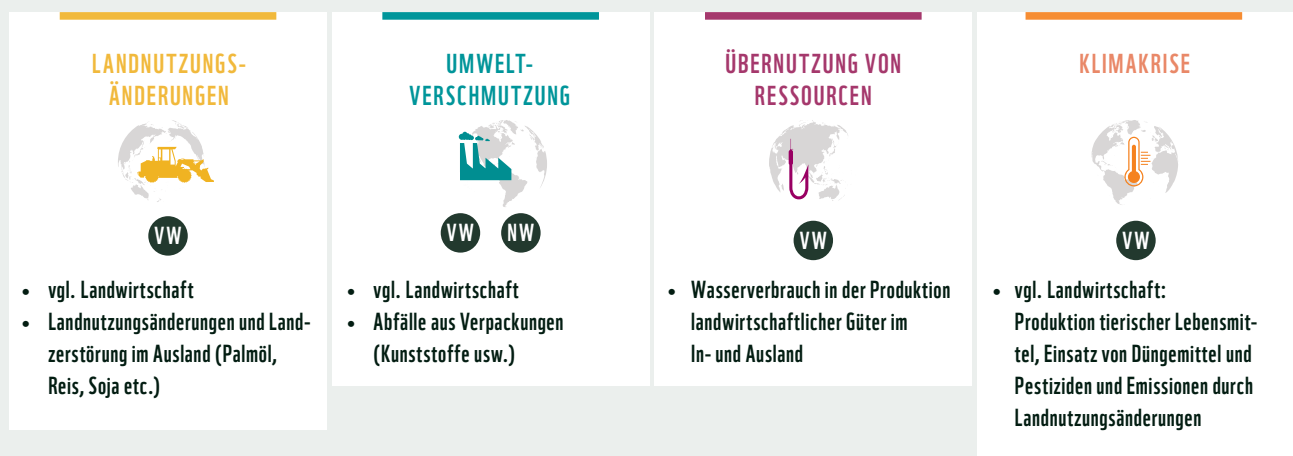 LANDNUTZUNGS-
ÄNDERUNGEN
VW
• vgl. Landwirtschaft
• Landnutzungsänderungen und Land-
zerstörung im Ausland (Palmöl,
Reis, Soja etc.)
UMWELT-
VERSCHMUTZUNG
VW NW
• vgl. Landwirtschaft
• Abfälle aus Verpackungen
(Kunststoffe usw.)
ÜBERNUTZUNG VON
RESSOURCEN
VW
• Wasserverbrauch in der Produktion
landwirtschaftlicher Güter im
In- und Ausland
KLIMAKRISE
VW
• vgl. Landwirtschaft:
Produktion tierischer Lebensmit-
tel, Einsatz von Düngemittel und
Pestiziden und Emissionen durch
Landnutzungsänderungen